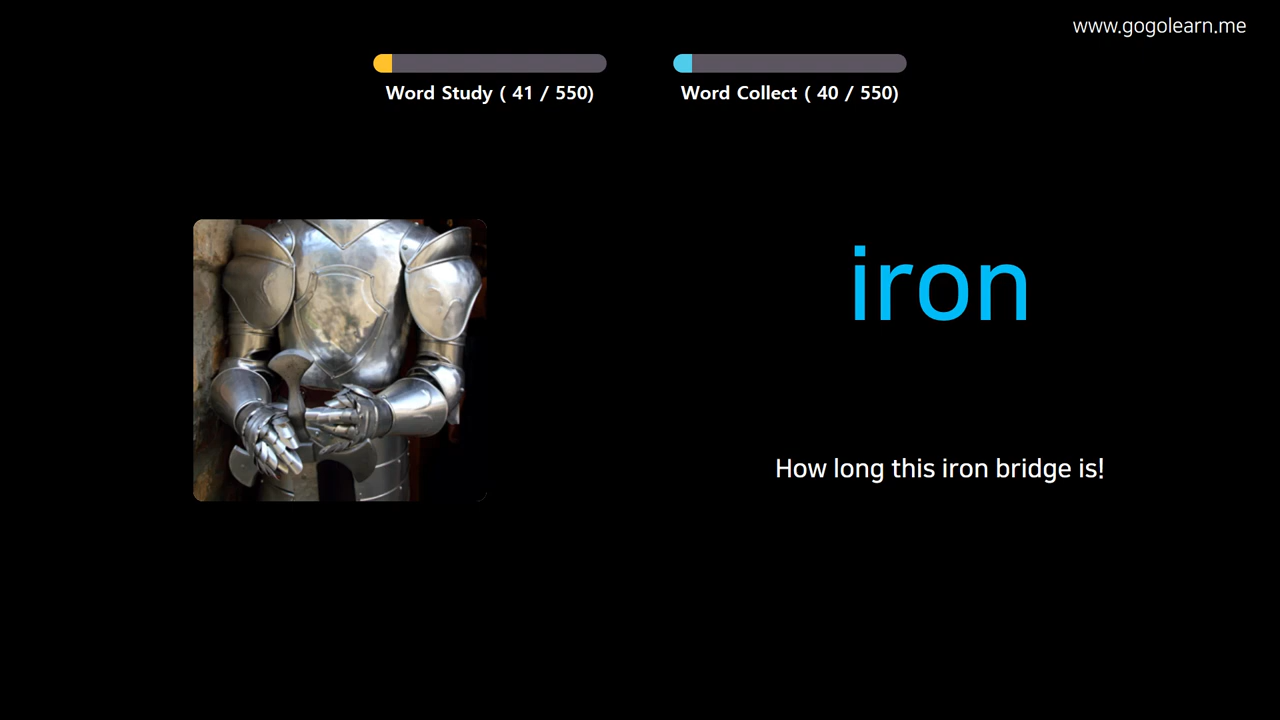 www.gogolearn.me
Word Study ( 41 / 550)
Word Collect ( 40 / 550)
iron
How long this iron bridge is!